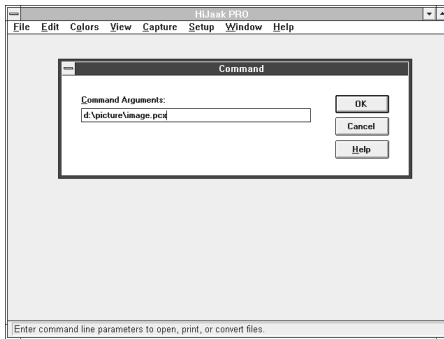 HiJaak PRO
File Edit Colors View Capture Setup Window Help
Command
Command Arguments:
d:\picture\image.pcx
OK
Cancel
Help
Enter command line parameters to open, print, or convert files.